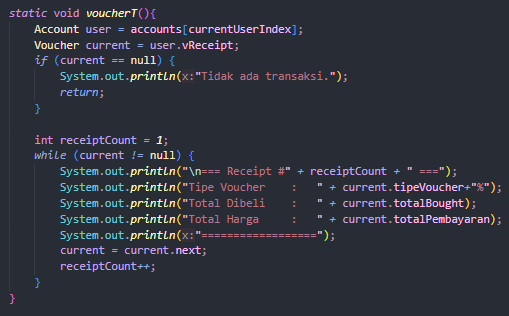 static void voucherT(){
Account user = accounts[currentUserIndex];
Voucher current = user.vReceipt;
if (current == null) {
System.out.println(x:"Tidak ada transaksi.");
return;
}
int receiptCount = 1;
while (current != null) {
System.out.println("\n=== Receipt #" + receiptCount + " ===");
System.out.println("Tipe Voucher    :   " + current.tipeVoucher+"%");
System.out.println("Total Dibeli    :   " + current.totalBought);
System.out.println("Total Harga     :   " + current.totalPembayaran);
System.out.println(x:"==================");
current = current.next;
receiptCount++;
}
}